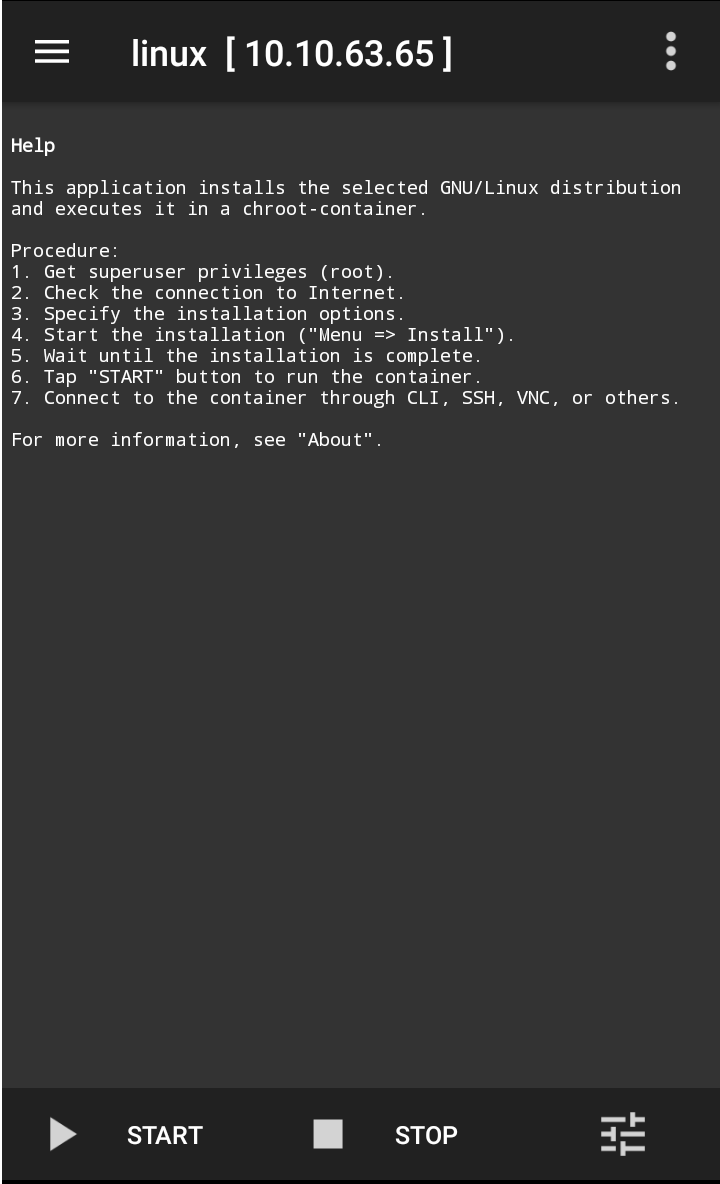 linux [ 10.10.63.65 ]
Help
This application installs the selected GNU/Linux distribution
and executes it in a chroot-container.
Procedure:
1. Get superuser privileges (root).
2. Check the connection to Internet.
3. Specify the installation options.
4. Start the installation ("Menu => Install").
5. Wait until the installation is complete.
6. Tap "START" button to run the container.
7. Connect to the container through CLI, SSH, VNC, or others.
For more information, see "About".
START STOP